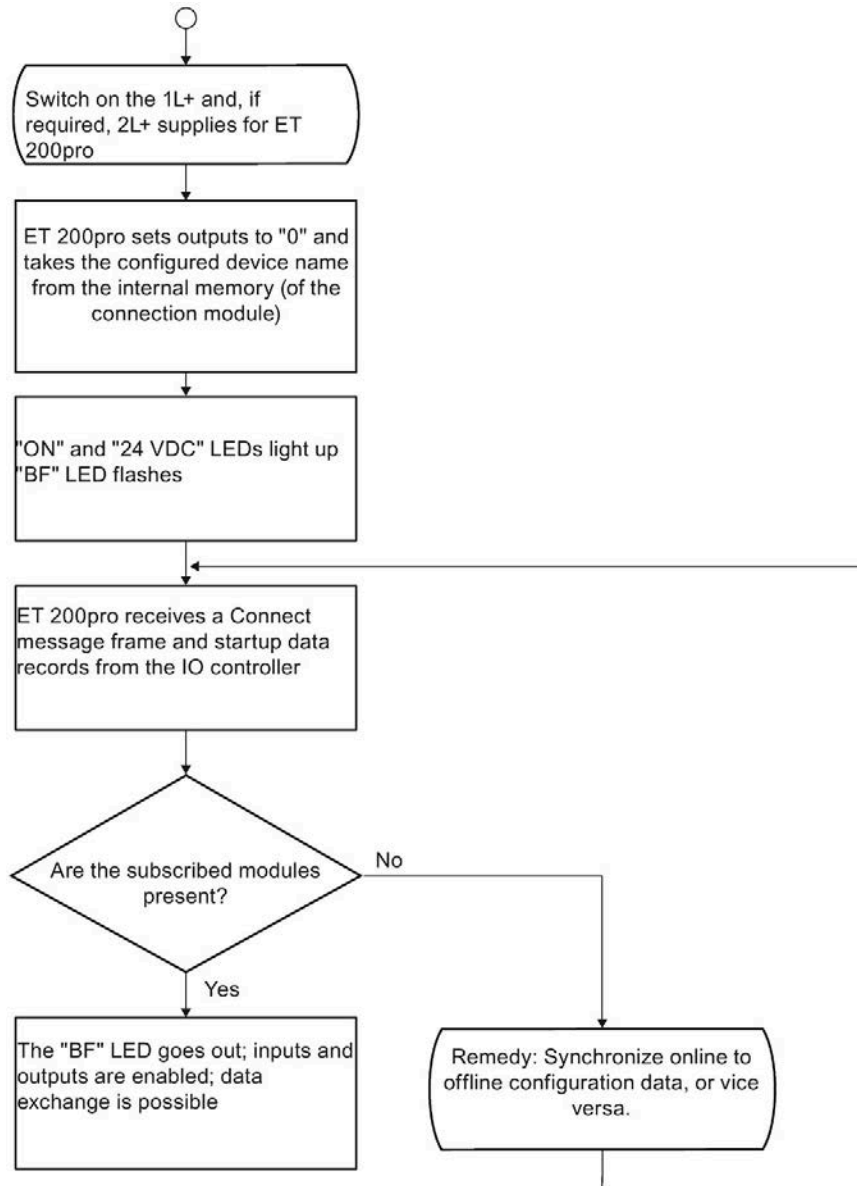 Switch on the 1L+ and, if
required, 2L+ supplies for ET
200pro
ET 200pro sets outputs to "0" and
takes the configured device name
from the internal memory (of the
connection module)
"ON" and "24 VDC" LEDs light up
"BF" LED flashes
ET 200pro receives a Connect
message frame and startup data
records from the IO controller
Are the subscribed modules
present?
No
Yes
The "BF" LED goes out; inputs and
outputs are enabled; data
exchange is possible
Remedy: Synchronize online to
offline configuration data, or vice
versa.